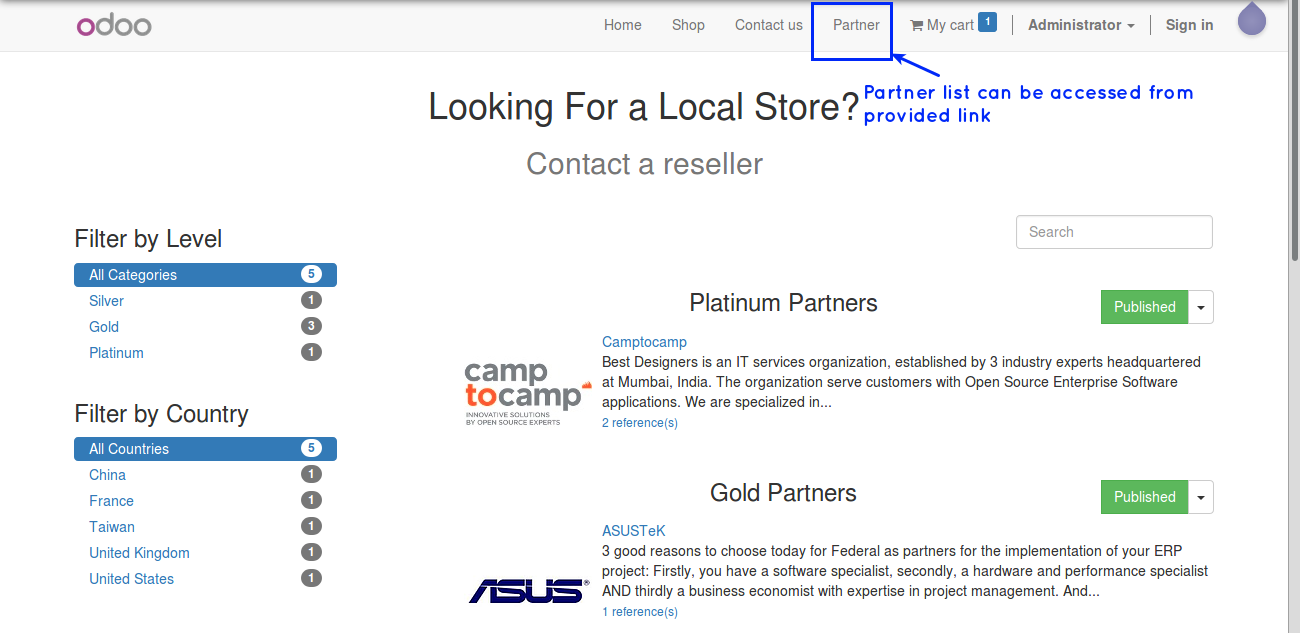 odoo
Home Shop Contact us Partner My cart 1 Administrator Sign in
Partner list can be accessed from
provided link
Looking For a Local Store?
Contact a reseller
Filter by Level
All Categories 5
Silver 1
Gold 3
Platinum 1
Filter by Country
All Countries 5
China 1
France 1
Taiwan 1
United Kingdom 1
United States 1
Search
Platinum Partners
Published
camp
tocamp
INNOVATIVE SOLUTIONS
BY OPEN SOURCE EXPERTS
Camptocamp
Best Designers is an IT services organization, established by 3 industry experts headquartered
at Mumbai, India. The organization serve customers with Open Source Enterprise Software
applications. We are specialized in...
2 reference(s)
Gold Partners
Published
ASUS®
ASUSTeK
3 good reasons to choose today for Federal as partners for the implementation of your ERP
project: Firstly, you have a software specialist, secondly, a hardware and performance specialist
AND thirdly a business economist with expertise in project management. And...
1 reference(s)